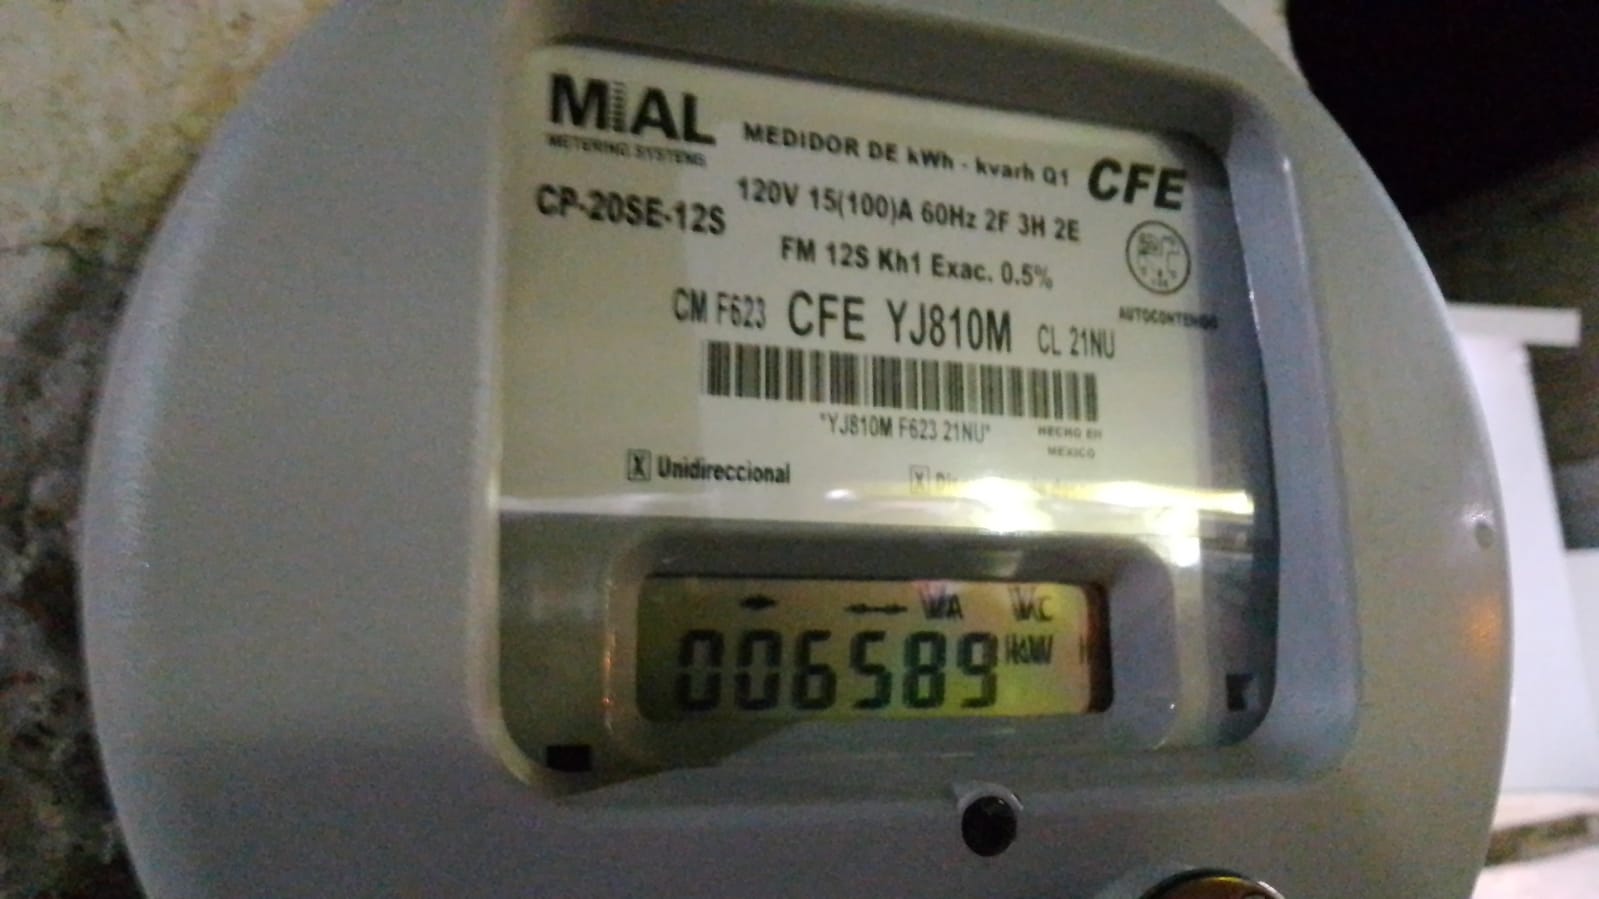 MIAL
METERING SYSTEMS
MEDIDOR DE kWh - kvarh Q1
CFE
CP-20SE-12S
120V 15(100)A 60Hz 2F 3H 2E
FM 12S Kh1 Exac. 0.5%
AUTOCONTENIDO
CM F623 CFE YJ810M CL 21NU
*YJ810M F623 21NU*
HECHO EN
MEXICO
X Unidireccional
X
006589